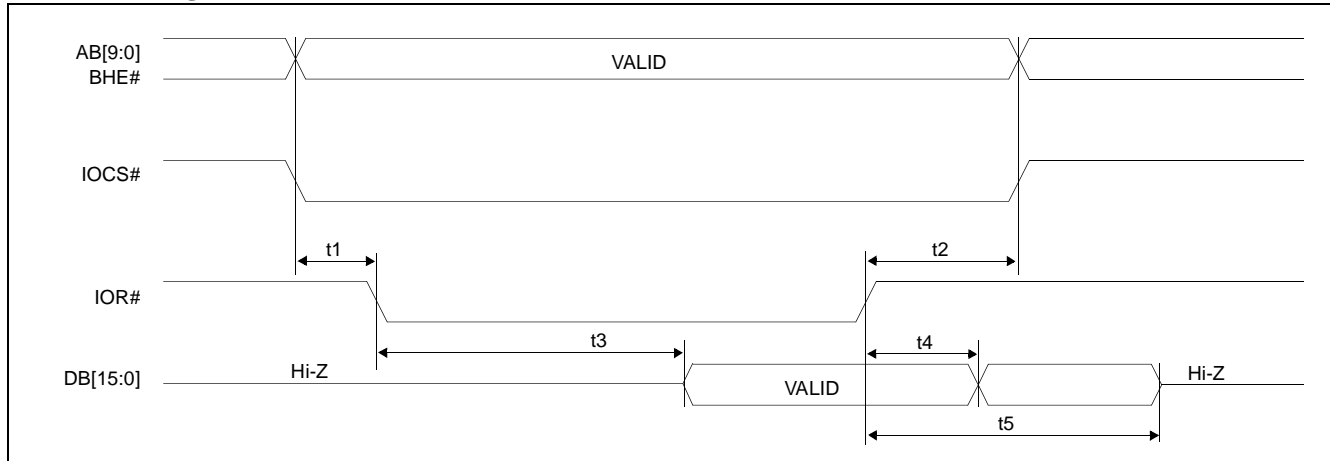 AB[9:0]
BHE#
VALID
IOCS#
t1
t2
IOR#
t3
t4
DB[15:0]
Hi-Z
VALID
Hi-Z
t5